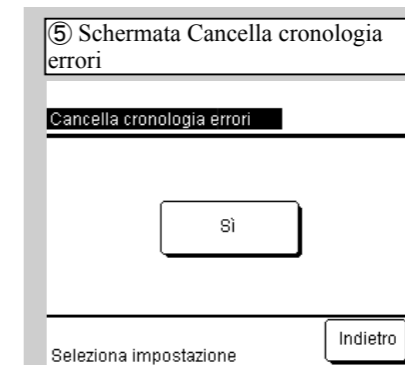 ⑤ Schermata Cancella cronologia
errori
Cancella cronologia errori
Sì
Indietro
Seleziona impostazione